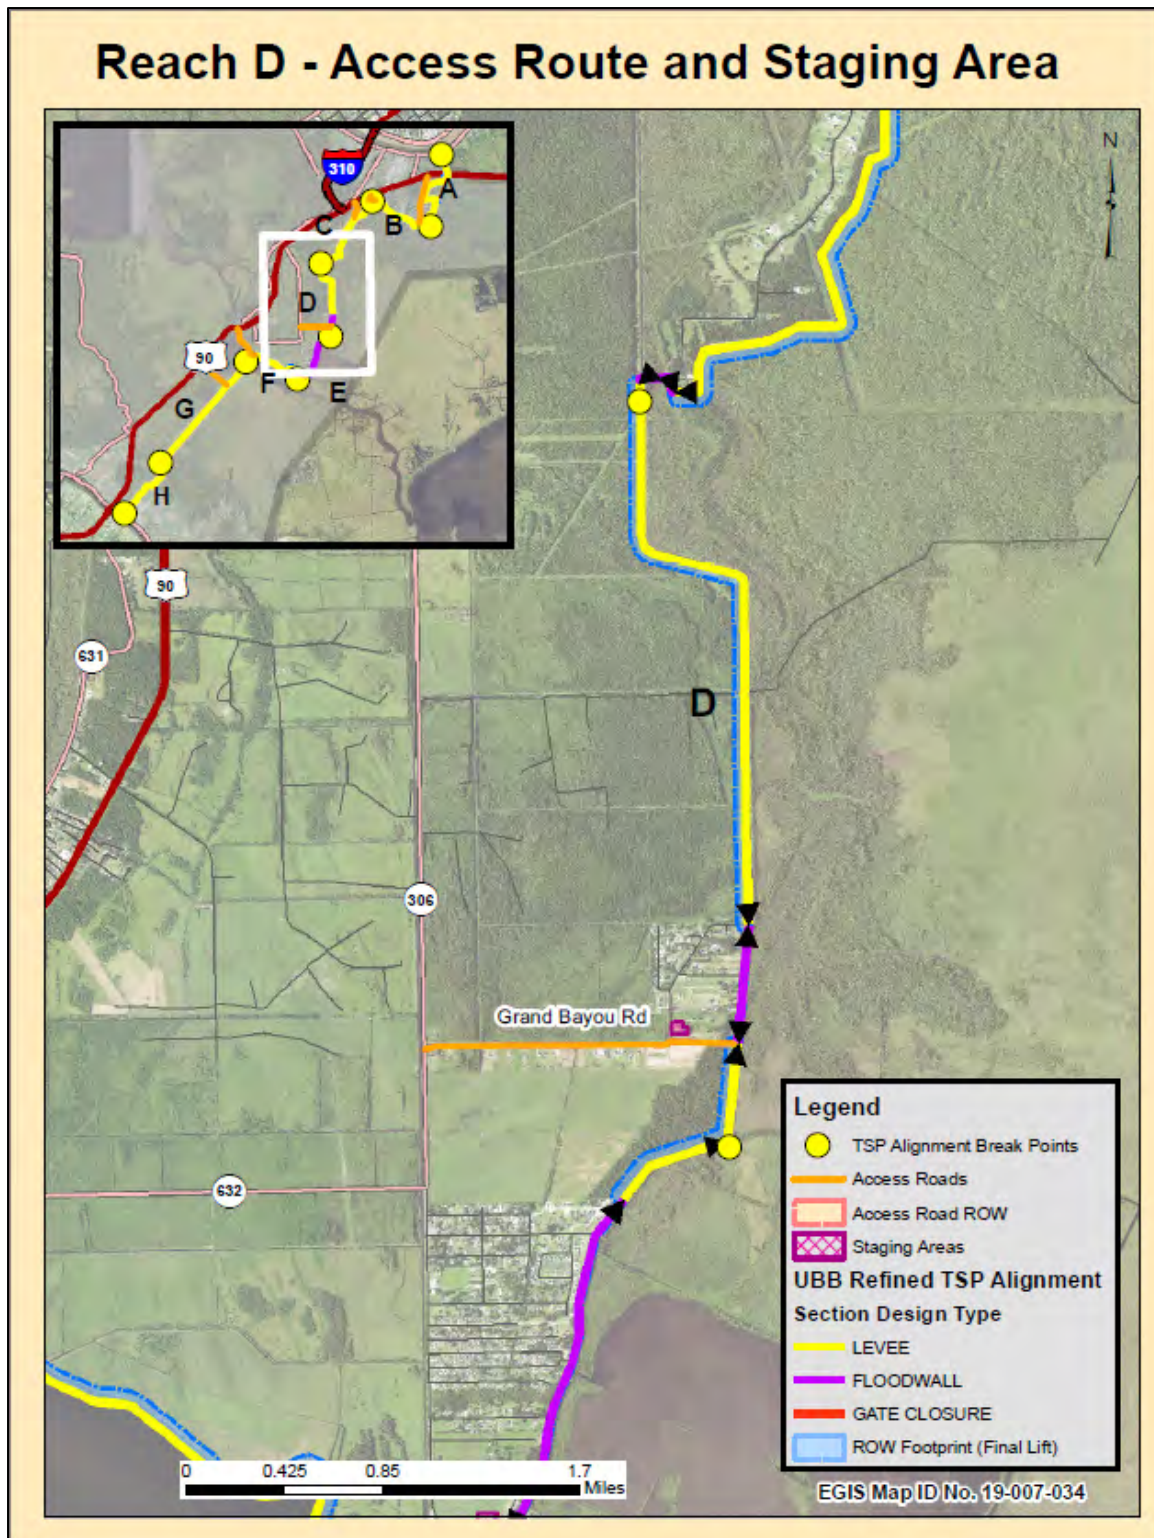 Reach D - Access Route and Staging Area
N
310
A
B
C
D
90
F
E
G
H
90
631
D
306
Grand Bayou Rd
632
Legend
TSP Alignment Break Points
Access Roads
Access Road ROW
Staging Areas
UBB Refined TSP Alignment
Section Design Type
LEVEE
FLOODWALL
GATE CLOSURE
ROW Footprint (Final Lift)
0 0.425 0.85 1.7
Miles
EGIS Map ID No. 19-007-034